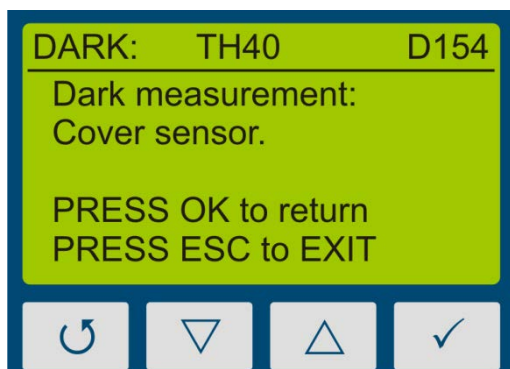 DARK: TH40 D154
Dark measurement:
Cover sensor.
PRESS OK to return
PRESS ESC to EXIT